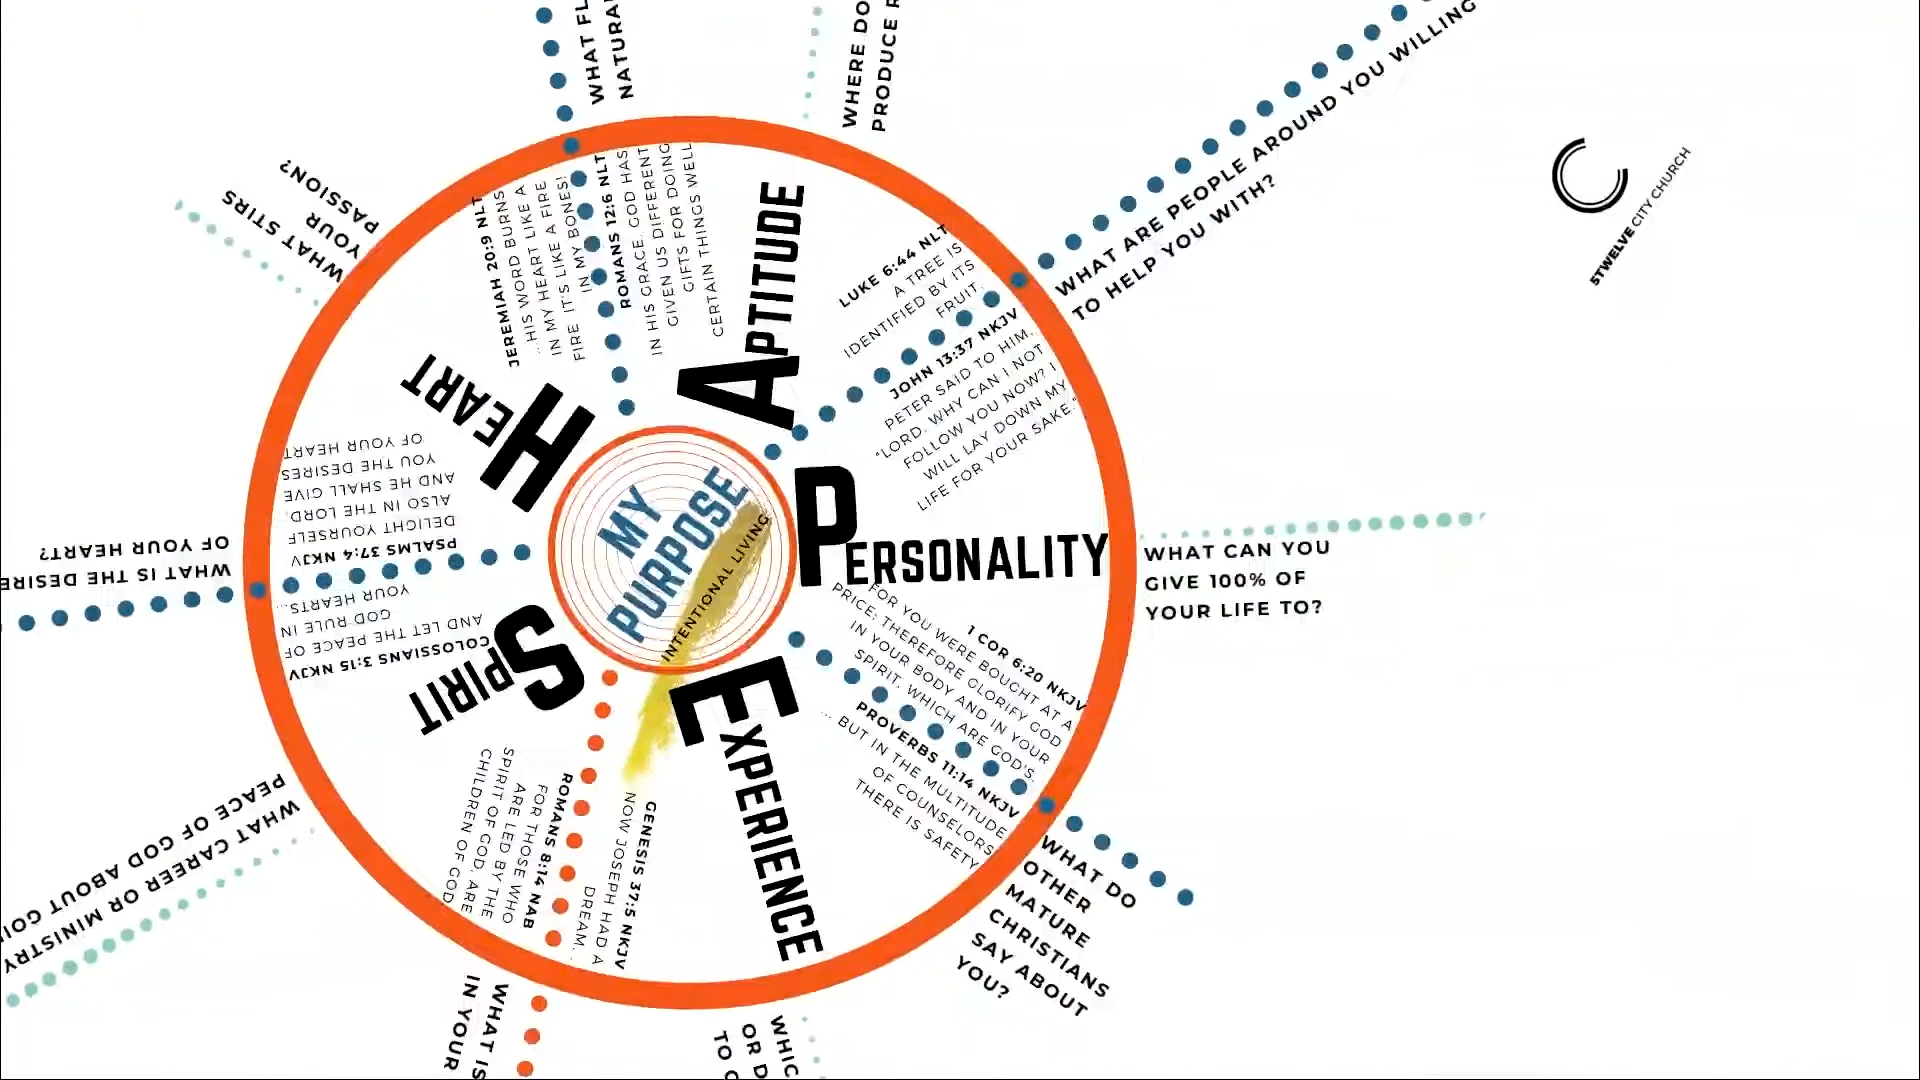 MY
PURPOSE
INTENTIONAL LIVING
SPIRIT
HEART
APTITUDE
PERSONALITY
EXPERIENCE
COLOSSIANS 3:15 NKJV
AND LET THE PEACE OF
GOD RULE IN
YOUR HEARTS...
PSALMS 37:4 NKJV
DELIGHT YOURSELF
ALSO IN THE LORD,
AND HE SHALL GIVE
YOU THE DESIRES
OF YOUR HEART
JEREMIAH 20:9 NLT
...HIS WORD BURNS
IN MY HEART LIKE A
FIRE. IT'S LIKE A FIRE
IN MY BONES!
ROMANS 12:6 NLT
IN HIS GRACE, GOD HAS
GIVEN US DIFFERENT
GIFTS FOR DOING
CERTAIN THINGS WELL
LUKE 6:44 NLT
A TREE IS
IDENTIFIED BY ITS
FRUIT.
JOHN 13:37 NKJV
PETER SAID TO HIM,
"LORD, WHY CAN I NOT
FOLLOW YOU NOW? I
WILL LAY DOWN MY
LIFE FOR YOUR SAKE."
1 COR 6:20 NKJV
FOR YOU WERE BOUGHT AT A
PRICE; THEREFORE GLORIFY GOD
IN YOUR BODY AND IN YOUR
SPIRIT, WHICH ARE GOD'S.
PROVERBS 11:14 NKJV
... BUT IN THE MULTITUDE
OF COUNSELORS
THERE IS SAFETY
GENESIS 37:5 NKJV
NOW JOSEPH HAD A
DREAM...
ROMANS 8:14 NAB
FOR THOSE WHO
ARE LED BY THE
SPIRIT OF GOD, ARE
CHILDREN OF GOD.
WHAT CAREER OR MINISTRY
PEACE OF GOD ABOUT
WHAT IS THE DESIRE
OF YOUR HEART?
WHAT STIRS
YOUR
PASSION?
WHAT
WHERE DO
PRODUCE
WHAT ARE PEOPLE AROUND YOU WILLING
TO HELP YOU WITH?
WHAT CAN YOU
GIVE 100% OF
YOUR LIFE TO?
WHAT DO
OTHER
MATURE
CHRISTIANS
SAY ABOUT
YOU?
OR
TO
WHAT IS
IN YOUR
5TWELVE CITY CHURCH